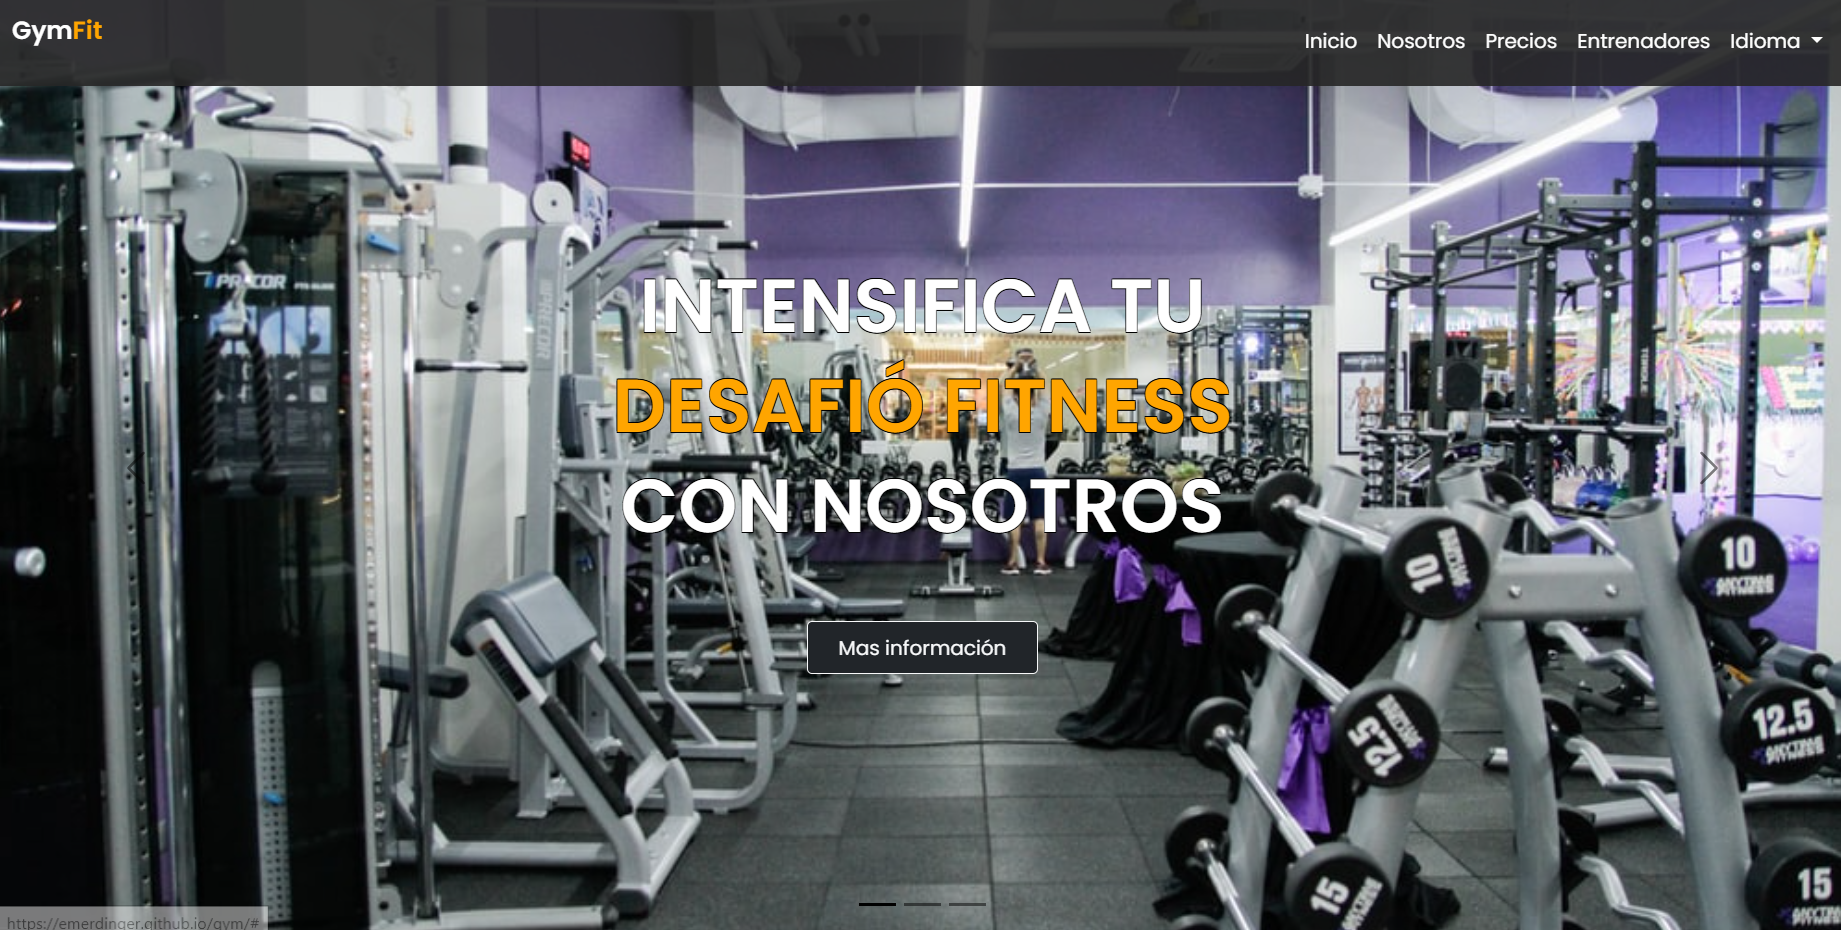 GymFit
Inicio Nosotros Precios Entrenadores Idioma
PRECOR
PRECOR
INTENSIFICA TU
DESAFIÓ FITNESS
CON NOSOTROS
Mas información
10
10
12.5
12.5
15
15
https://emerdinger.github.io/gym/#